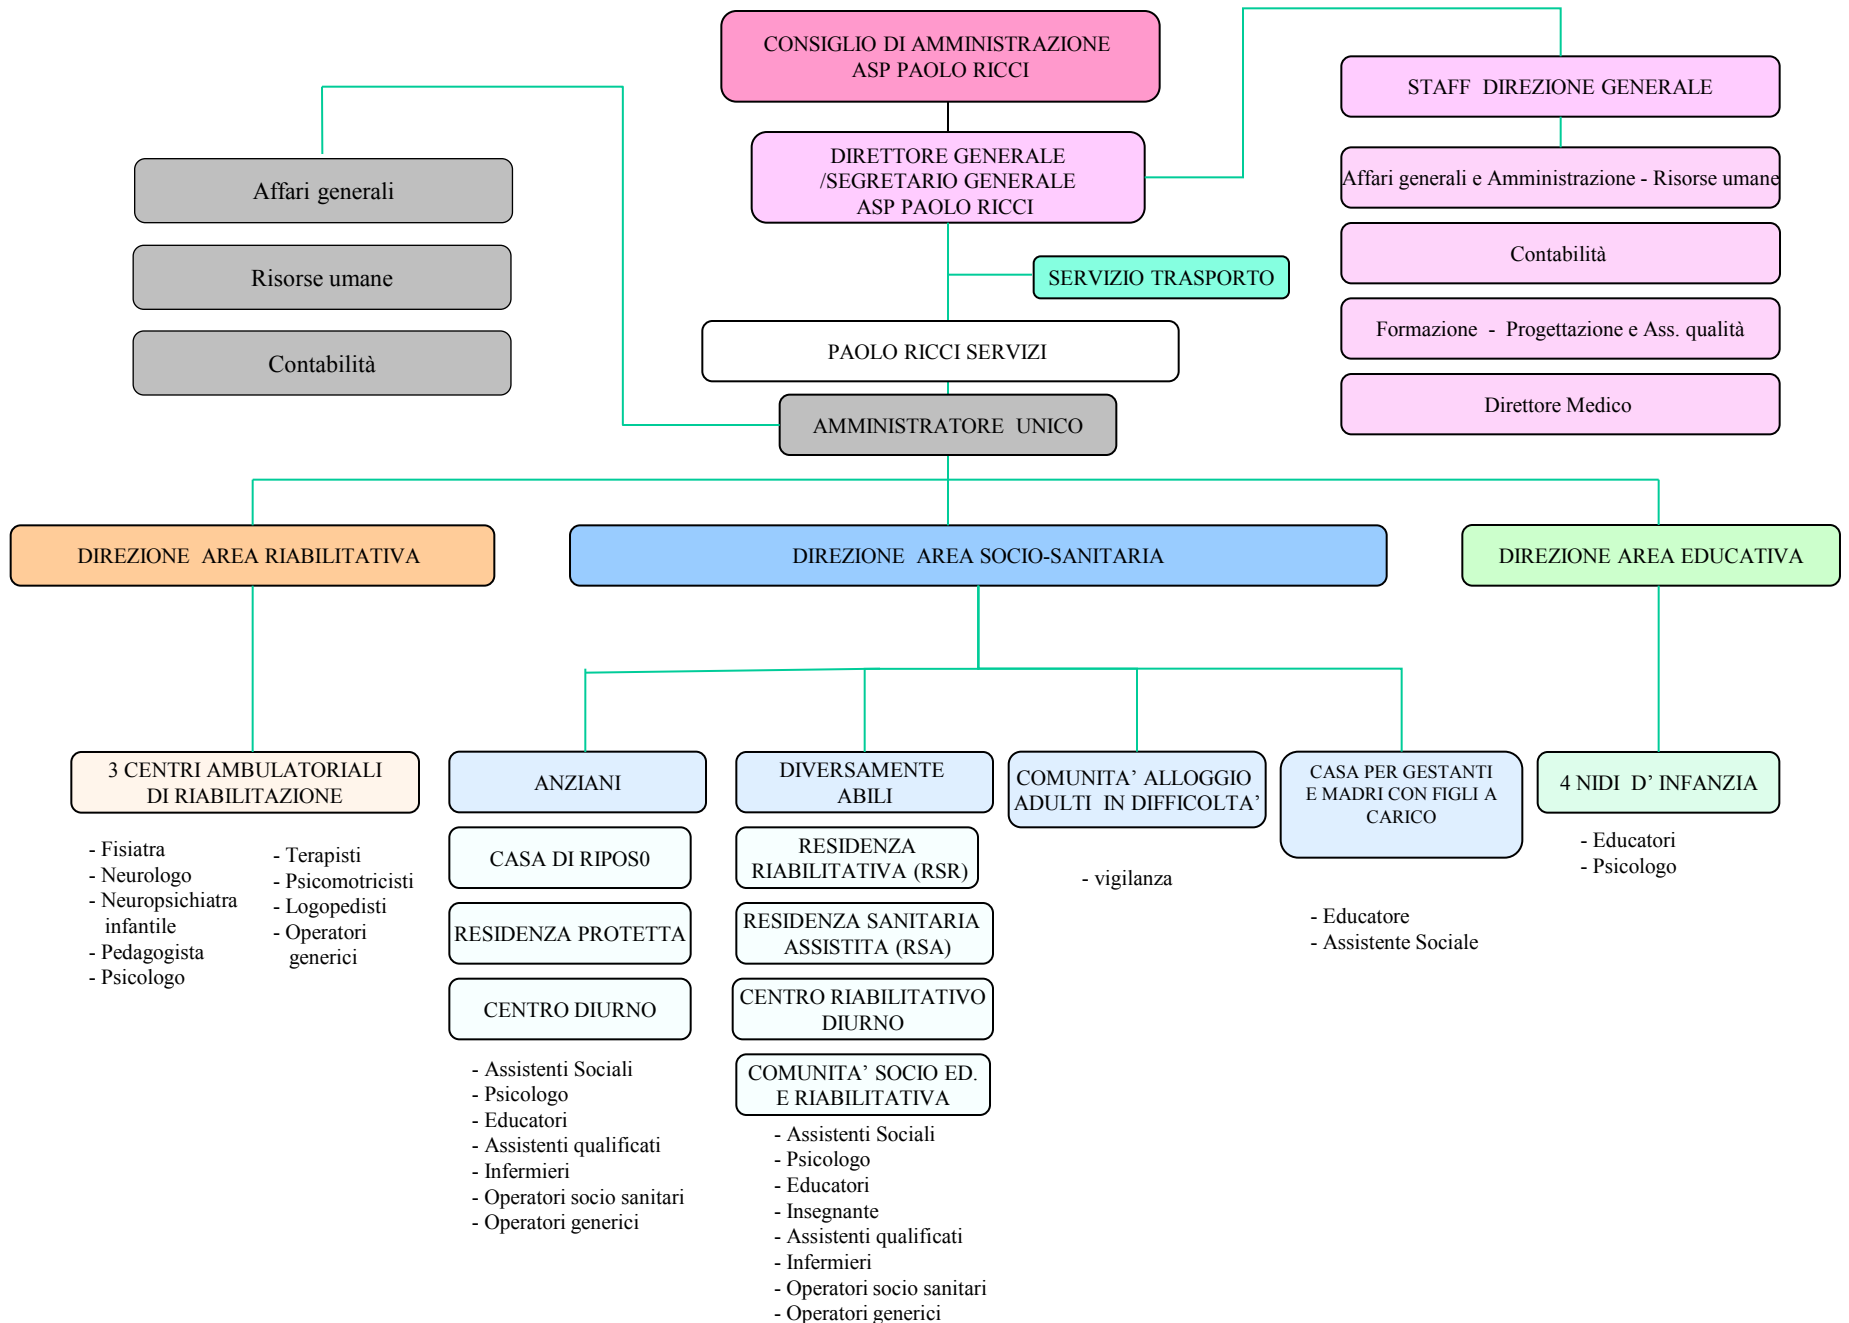 CONSIGLIO DI AMMINISTRAZIONE
ASP PAOLO RICCI
STAFF DIREZIONE GENERALE
DIRETTORE GENERALE
/SEGRETARIO GENERALE
ASP PAOLO RICCI
Affari generali
Risorse umane
Contabilità
Affari generali e Amministrazione - Risorse umane
Contabilità
Formazione - Progettazione e Ass. qualità
Direttore Medico
SERVIZIO TRASPORTO
PAOLO RICCI SERVIZI
AMMINISTRATORE UNICO
DIREZIONE AREA RIABILITATIVA
DIREZIONE AREA SOCIO-SANITARIA
DIREZIONE AREA EDUCATIVA
3 CENTRI AMBULATORIALI
DI RIABILITAZIONE
- Fisiatra
- Neurologo
- Neuropsichiatra
infantile
- Pedagogista
- Psicologo
- Terapisti
- Psicomotricisti
- Logopedisti
- Operatori
generici
ANZIANI
CASA DI RIPOS0
RESIDENZA PROTETTA
CENTRO DIURNO
- Assistenti Sociali
- Psicologo
- Educatori
- Assistenti qualificati
- Infermieri
- Operatori socio sanitari
- Operatori generici
DIVERSAMENTE
ABILI
RESIDENZA
RIABILITATIVA (RSR)
RESIDENZA SANITARIA
ASSISTITA (RSA)
CENTRO RIABILITATIVO
DIURNO
COMUNITA’ SOCIO ED.
E RIABILITATIVA
- Assistenti Sociali
- Psicologo
- Educatori
- Insegnante
- Assistenti qualificati
- Infermieri
- Operatori socio sanitari
- Operatori generici
COMUNITA’ ALLOGGIO
ADULTI IN DIFFICOLTA’
- vigilanza
CASA PER GESTANTI
E MADRI CON FIGLI A
CARICO
- Educatore
- Assistente Sociale
4 NIDI D’ INFANZIA
- Educatori
- Psicologo